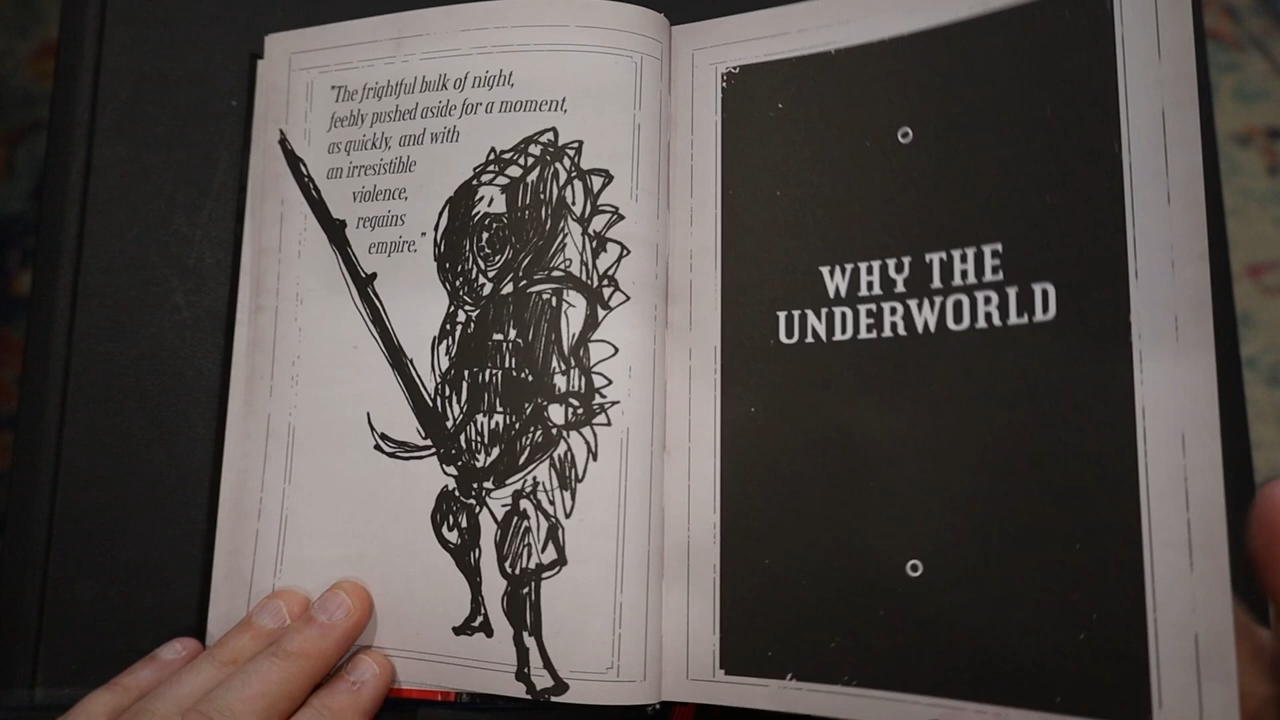 "The frightful bulk of night,
feebly pushed aside for a moment,
as quickly, and with
an irresistible
violence,
regains
empire."
WHY THE
UNDERWORLD